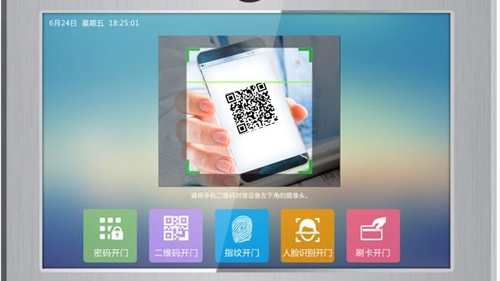 6月24日 星期五 18:25:01
请将手机二维码对准设备左下角的摄像头。
密码开门
二维码开门
指纹开门
人脸识别开门
刷卡开门